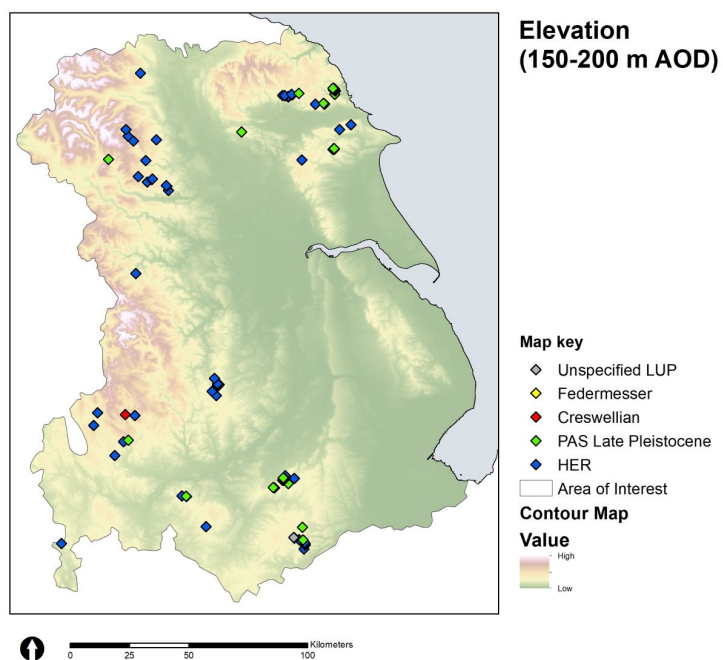 Elevation
(150-200 m AOD)
Map key
Unspecified LUP
Federmesser
Creswellian
PAS Late Pleistocene
HER
Area of Interest
Contour Map
Value
High
Low
Kilometers
0 25 50 100